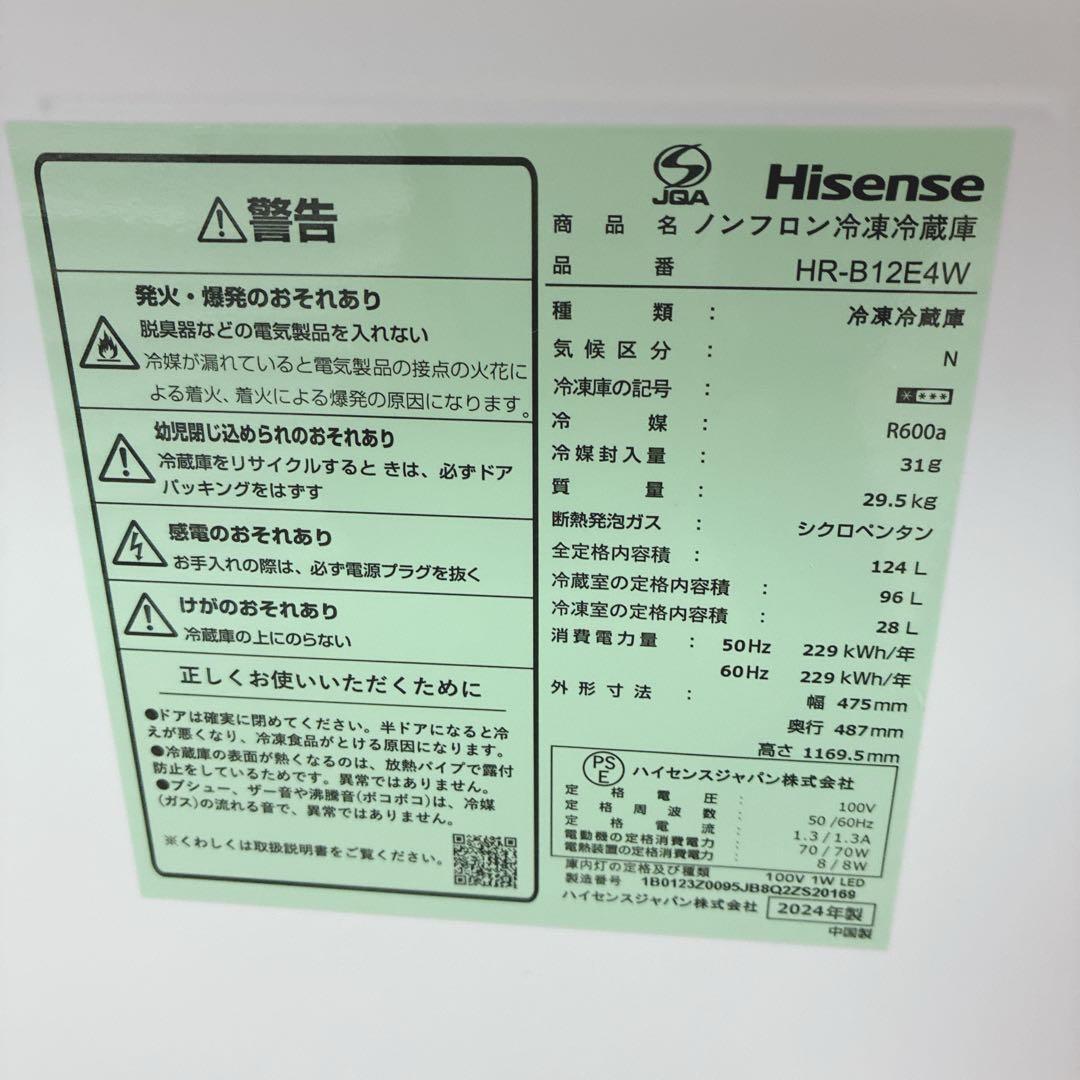 警告
発火・爆発のおそれあり
脱臭器などの電気製品を入れない
冷媒が漏れていると電気製品の接点の火花に
よる着火、着火による爆発の原因になります。
幼児閉じ込められのおそれあり
冷蔵庫をリサイクルするときは、必ずドア
パッキングをはずす
感電のおそれあり
お手入れの際は、必ず電源プラグを抜く
けがのおそれあり
冷蔵庫の上にのらない
正しくお使いいただくために
●ドアは確実に閉めてください。半ドアになると冷
えが悪くなり、冷凍食品がとける原因になります。
●冷蔵庫の表面が熱くなるのは、放熱パイプで露付
防止をしているためです。異常ではありません。
●プシュー、ザー音や沸騰音(ボコボコ)は、冷媒
(ガス)の流れる音で、異常ではありません。
※くわしくは取扱説明書をご覧ください。
JQA Hisense
商品名 ノンフロン冷凍冷蔵庫
品番 HR-B12E4W
種類 : 冷凍冷蔵庫
気候区分 : N
冷凍庫の記号 : * ***
冷媒 : R600a
冷媒封入量 : 31g
質量 : 29.5kg
断熱発泡ガス : シクロペンタン
全定格内容積 : 124 L
冷蔵室の定格内容積 : 96 L
冷凍室の定格内容積 : 28 L
消費電力量 : 50Hz 229 kWh/年
60Hz 229 kWh/年
外形寸法 : 幅 475mm
奥行 487mm
高さ 1169.5mm
PSE ハイセンスジャパン株式会社
定格電圧 : 100V
定格周波数 : 50/60Hz
定格電流 : 1.3/1.3A
電動機の定格消費電力 : 70/70W
電熱装置の定格消費電力 : 8/8W
庫内灯の定格及び種類 100V 1W LED
製造番号 1B0123Z0095JB8Q2ZS20169
ハイセンスジャパン株式会社 2024年製
中国製